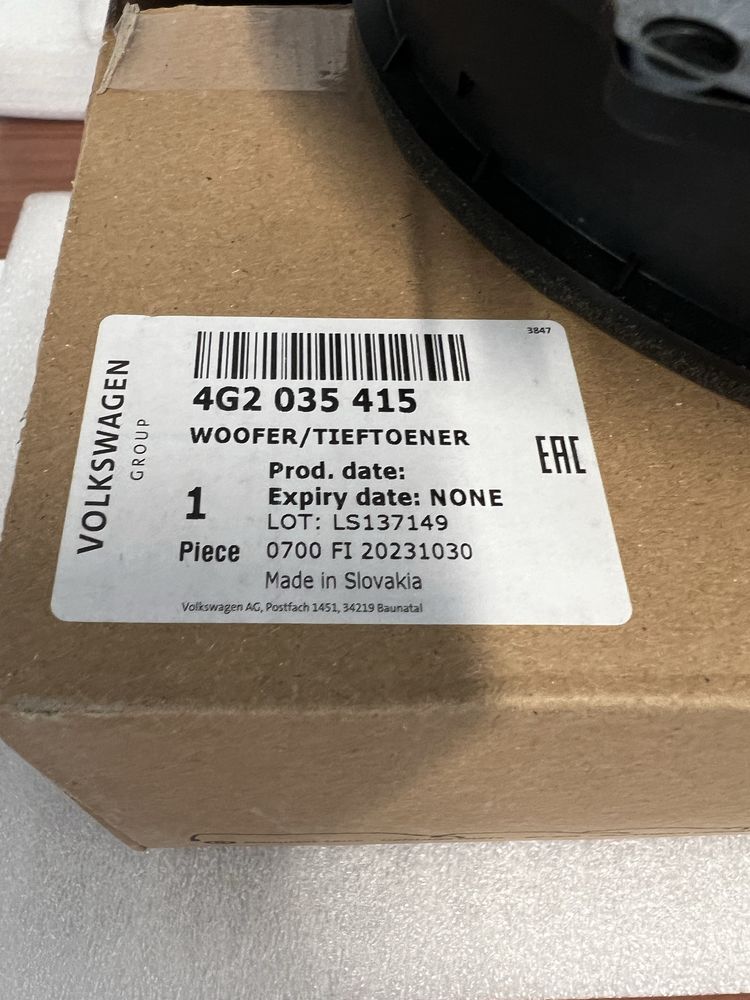 3847
VOLKSWAGEN
GROUP
4G2 035 415
WOOFER/TIEFTOENER
EAC
Prod. date:
Expiry date: NONE
1
LOT: LS137149
Piece
0700 FI 20231030
Made in Slovakia
Volkswagen AG, Postfach 1451, 34219 Baunatal